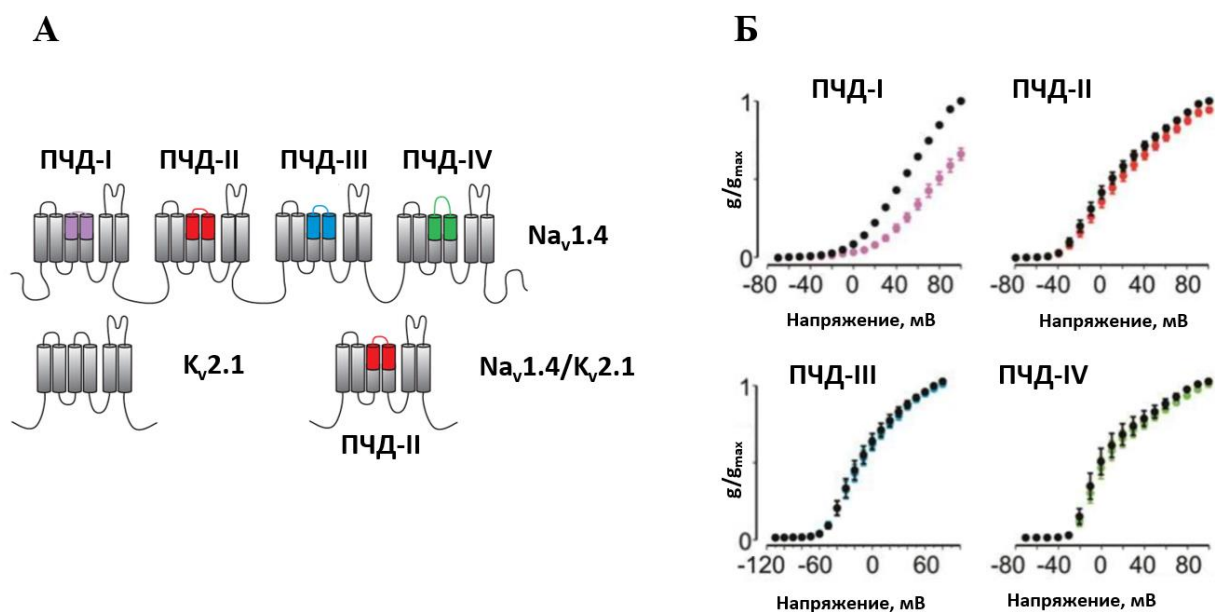 А
ПЧД-I ПЧД-II ПЧД-III ПЧД-IV
Naᵥ1.4
Kᵥ2.1
Naᵥ1.4/Kᵥ2.1
ПЧД-II
Б
ПЧД-I ПЧД-II
1
g/gmax
0
-80 -40 0 40 80 -80 -40 0 40 80
Напряжение, мВ Напряжение, мВ
ПЧД-III ПЧД-IV
1
g/gmax
0
-120 -60 0 60 -80 0 80
Напряжение, мВ Напряжение, мВ